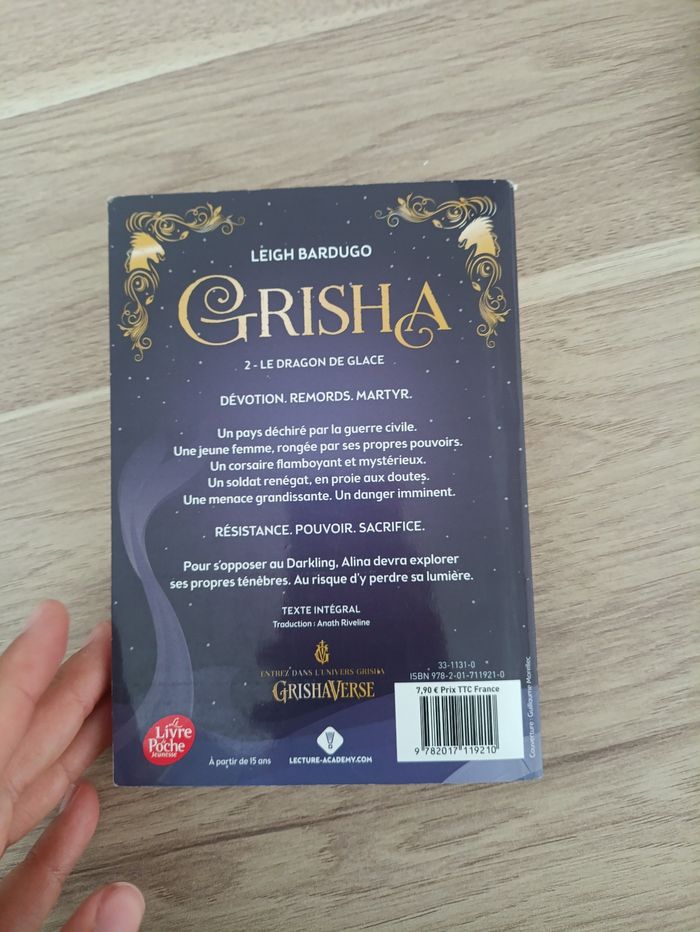 LEIGH BARDUGO
GRISHA
2 - LE DRAGON DE GLACE
DÉVOTION. REMORDS. MARTYR.
Un pays déchiré par la guerre civile.
Une jeune femme, rongée par ses propres pouvoirs.
Un corsaire flamboyant et mystérieux.
Un soldat renégat, en proie aux doutes.
Une menace grandissante. Un danger imminent.
RÉSISTANCE. POUVOIR. SACRIFICE.
Pour s'opposer au Darkling, Alina devra explorer
ses propres ténèbres. Au risque d'y perdre sa lumière.
TEXTE INTÉGRAL
Traduction : Anath Riveline
ENTREZ DANS L'UNIVERS GRISHA
GRISHAVERSE
33-1131-0
ISBN 978-2-01-711921-0
7,90 € Prix TTC France
9 782017 119210
Le
Livre
de
Poche
Jeunesse
À partir de 15 ans
LECTURE-ACADEMY.COM
Couverture : Guillaume Morellec